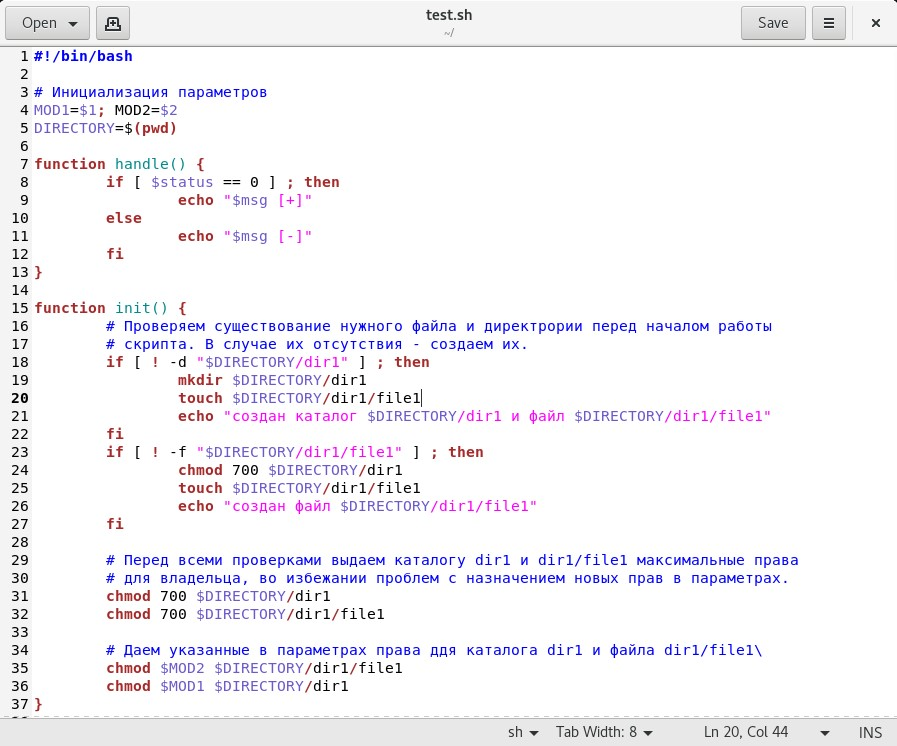 Open
test.sh
~/
Save
1 #!/bin/bash
2
3 # Инициализация параметров
4 MOD1=$1; MOD2=$2
5 DIRECTORY=$(pwd)
6
7 function handle() {
8         if [ $status == 0 ] ; then
9                 echo "$msg [+]"
10         else
11                 echo "$msg [-]"
12         fi
13 }
14
15 function init() {
16         # Проверяем существование нужного файла и директрории перед началом работы
17         # скрипта. В случае их отсутствия - создаем их.
18         if [ ! -d "$DIRECTORY/dir1" ] ; then
19                 mkdir $DIRECTORY/dir1
20                 touch $DIRECTORY/dir1/file1
21                 echo "создан каталог $DIRECTORY/dir1 и файл $DIRECTORY/dir1/file1"
22         fi
23         if [ ! -f "$DIRECTORY/dir1/file1" ] ; then
24                 chmod 700 $DIRECTORY/dir1
25                 touch $DIRECTORY/dir1/file1
26                 echo "создан файл $DIRECTORY/dir1/file1"
27         fi
28
29         # Перед всеми проверками выдаем каталогу dir1 и dir1/file1 максимальные права
30         # для владельца, во избежании проблем с назначением новых прав в параметрах.
31         chmod 700 $DIRECTORY/dir1
32         chmod 700 $DIRECTORY/dir1/file1
33
34         # Даем указанные в параметрах права ддя каталога dir1 и файла dir1/file1\
35         chmod $MOD2 $DIRECTORY/dir1/file1
36         chmod $MOD1 $DIRECTORY/dir1
37 }
sh Tab Width: 8 Ln 20, Col 44 INS